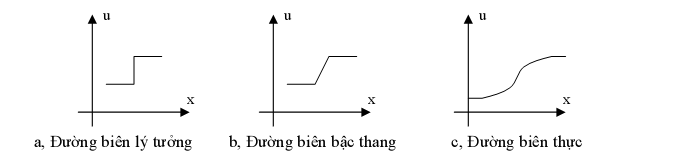 u
x
a, Đường biên lý tưởng
u
x
b, Đường biên bậc thang
u
x
c, Đường biên thực